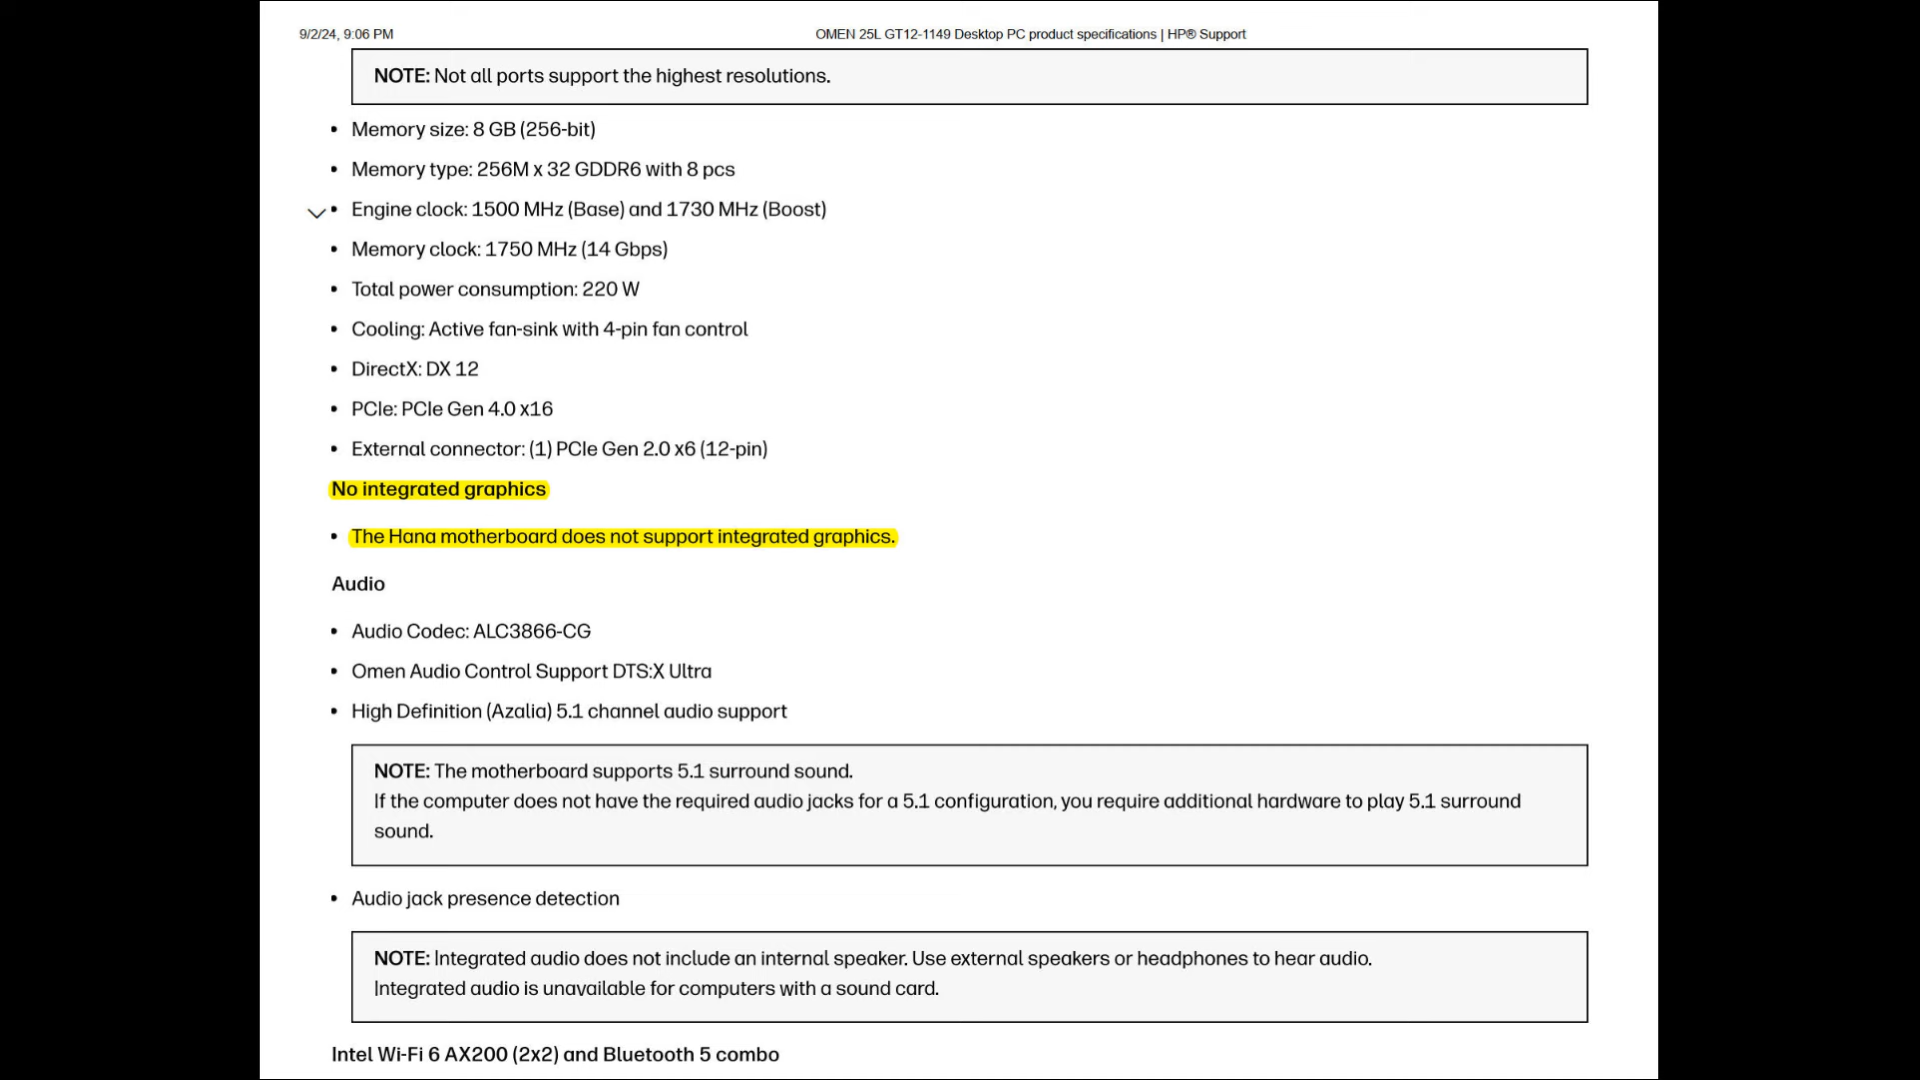 9/2/24, 9:06 PM
OMEN 25L GT12-1149 Desktop PC product specifications | HP® Support
NOTE: Not all ports support the highest resolutions.
• Memory size: 8 GB (256-bit)
• Memory type: 256M x 32 GDDR6 with 8 pcs
• Engine clock: 1500 MHz (Base) and 1730 MHz (Boost)
• Memory clock: 1750 MHz (14 Gbps)
• Total power consumption: 220 W
• Cooling: Active fan-sink with 4-pin fan control
• DirectX: DX 12
• PCIe: PCIe Gen 4.0 x16
• External connector: (1) PCIe Gen 2.0 x6 (12-pin)
No integrated graphics
• The Hana motherboard does not support integrated graphics.
Audio
• Audio Codec: ALC3866-CG
• Omen Audio Control Support DTS:X Ultra
• High Definition (Azalia) 5.1 channel audio support
NOTE: The motherboard supports 5.1 surround sound.
If the computer does not have the required audio jacks for a 5.1 configuration, you require additional hardware to play 5.1 surround
sound.
• Audio jack presence detection
NOTE: Integrated audio does not include an internal speaker. Use external speakers or headphones to hear audio.
Integrated audio is unavailable for computers with a sound card.
Intel Wi-Fi 6 AX200 (2x2) and Bluetooth 5 combo